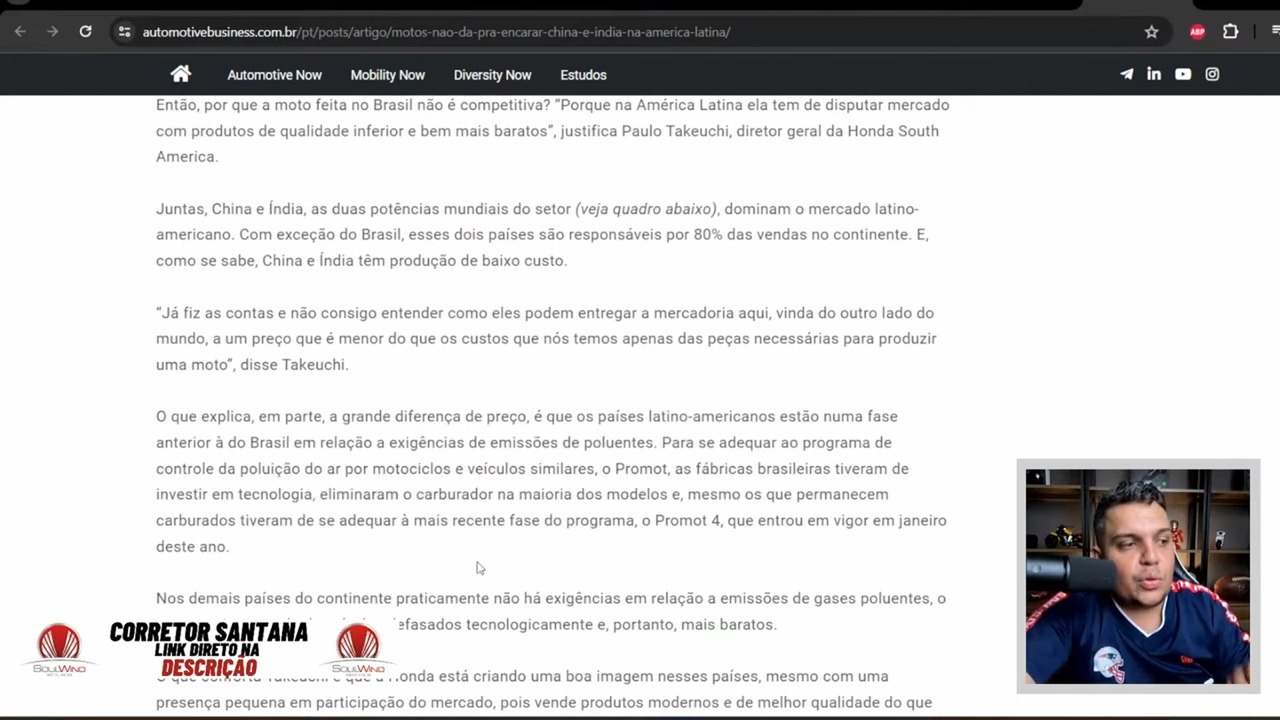 automotivebusiness.com.br/pt/posts/artigo/motos-nao-da-pra-encarar-china-e-india-na-america-latina/
ABP
Automotive Now Mobility Now Diversity Now Estudos
Então, por que a moto feita no Brasil não é competitiva? “Porque na América Latina ela tem de disputar mercado
com produtos de qualidade inferior e bem mais baratos”, justifica Paulo Takeuchi, diretor geral da Honda South
America.
Juntas, China e Índia, as duas potências mundiais do setor (veja quadro abaixo), dominam o mercado latino-
americano. Com exceção do Brasil, esses dois países são responsáveis por 80% das vendas no continente. E,
como se sabe, China e Índia têm produção de baixo custo.
“Já fiz as contas e não consigo entender como eles podem entregar a mercadoria aqui, vinda do outro lado do
mundo, a um preço que é menor do que os custos que nós temos apenas das peças necessárias para produzir
uma moto”, disse Takeuchi.
O que explica, em parte, a grande diferença de preço, é que os países latino-americanos estão numa fase
anterior à do Brasil em relação a exigências de emissões de poluentes. Para se adequar ao programa de
controle da poluição do ar por motociclos e veículos similares, o Promot, as fábricas brasileiras tiveram de
investir em tecnologia, eliminaram o carburador na maioria dos modelos e, mesmo os que permanecem
carburados tiveram de se adequar à mais recente fase do programa, o Promot 4, que entrou em vigor em janeiro
deste ano.
Nos demais países do continente praticamente não há exigências em relação a emissões de gases poluentes, o
efasados tecnologicamente e, portanto, mais baratos.
Honda está criando uma boa imagem nesses países, mesmo com uma
presença pequena em participação do mercado, pois vende produtos modernos e de melhor qualidade do que
CORRETOR SANTANA
LINK DIRETO NA
DESCRIÇÃO
SOULWIND
SOULWIND